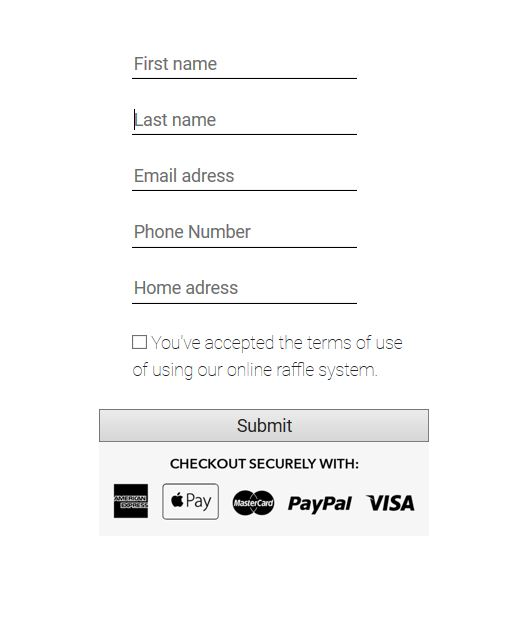 First name
Last name
Email adress
Phone Number
Home adress
You've accepted the terms of use
of using our online raffle system.
Submit
CHECKOUT SECURELY WITH:
AMERICAN EXPRESS Pay MasterCard PayPal VISA